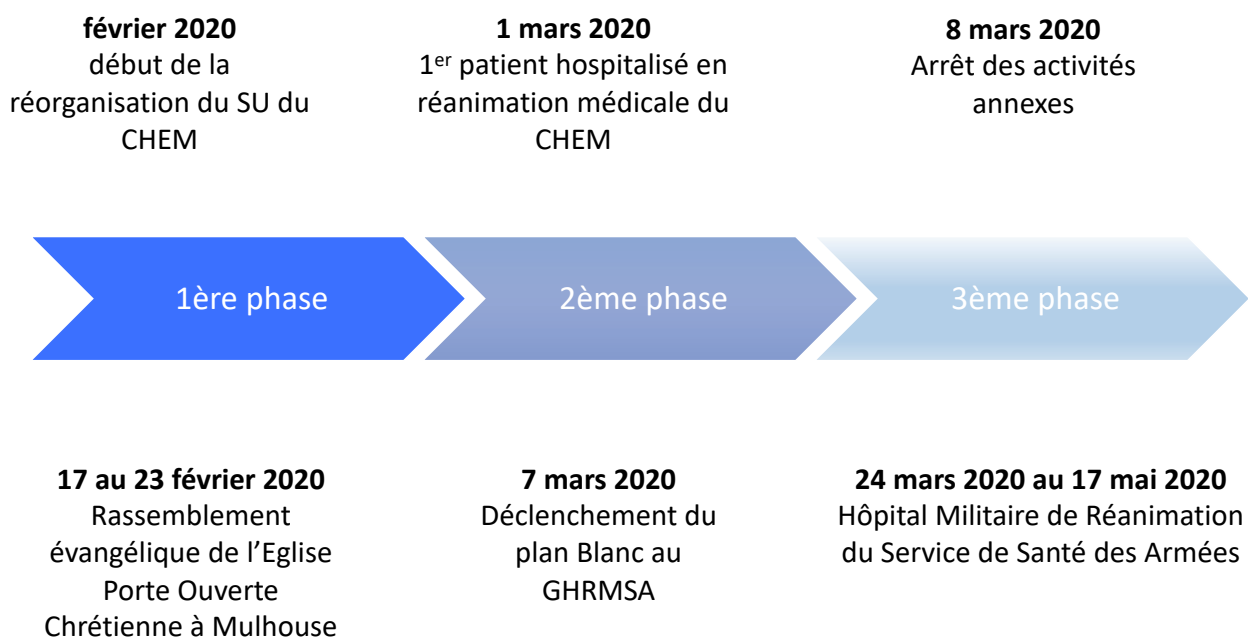 février 2020
début de la
réorganisation du SU du
CHEM
1 mars 2020
1er patient hospitalisé en
réanimation médicale du
CHEM
8 mars 2020
Arrêt des activités
annexes
1ère phase
2ème phase
3ème phase
17 au 23 février 2020
Rassemblement
évangélique de l’Eglise
Porte Ouverte
Chrétienne à Mulhouse
7 mars 2020
Déclenchement du
plan Blanc au
GHRMSA
24 mars 2020 au 17 mai 2020
Hôpital Militaire de Réanimation
du Service de Santé des Armées